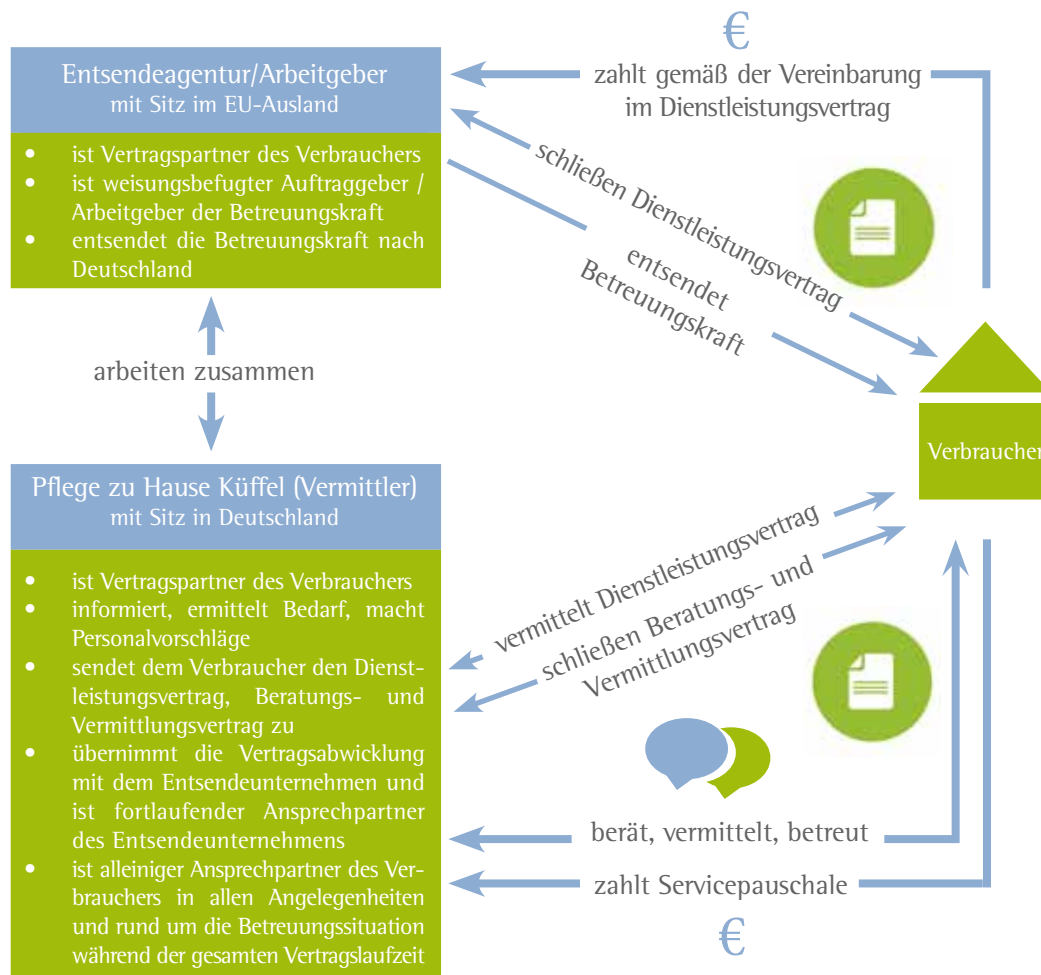 €
zahlt gemäß der Vereinbarung
im Dienstleistungsvertrag
Entsendeagentur/Arbeitgeber
mit Sitz im EU-Ausland
• ist Vertragspartner des Verbrauchers
• ist weisungsbefugter Auftraggeber /
Arbeitgeber der Betreuungskraft
• entsendet die Betreuungskraft nach
Deutschland
schließen Dienstleistungsvertrag
entsendet
Betreuungskraft
arbeiten zusammen
Verbraucher
Pflege zu Hause Küffel (Vermittler)
mit Sitz in Deutschland
• ist Vertragspartner des Verbrauchers
• informiert, ermittelt Bedarf, macht
Personalvorschläge
• sendet dem Verbraucher den Dienst-
leistungsvertrag, Beratungs- und
Vermittlungsvertrag zu
• übernimmt die Vertragsabwicklung
mit dem Entsendeunternehmen und
ist fortlaufender Ansprechpartner
des Entsendeunternehmens
• ist alleiniger Ansprechpartner des Ver-
brauchers in allen Angelegenheiten
und rund um die Betreuungssituation
während der gesamten Vertragslaufzeit
vermittelt Dienstleistungsvertrag
schließen Beratungs- und
Vermittlungsvertrag
berät, vermittelt, betreut
zahlt Servicepauschale
€